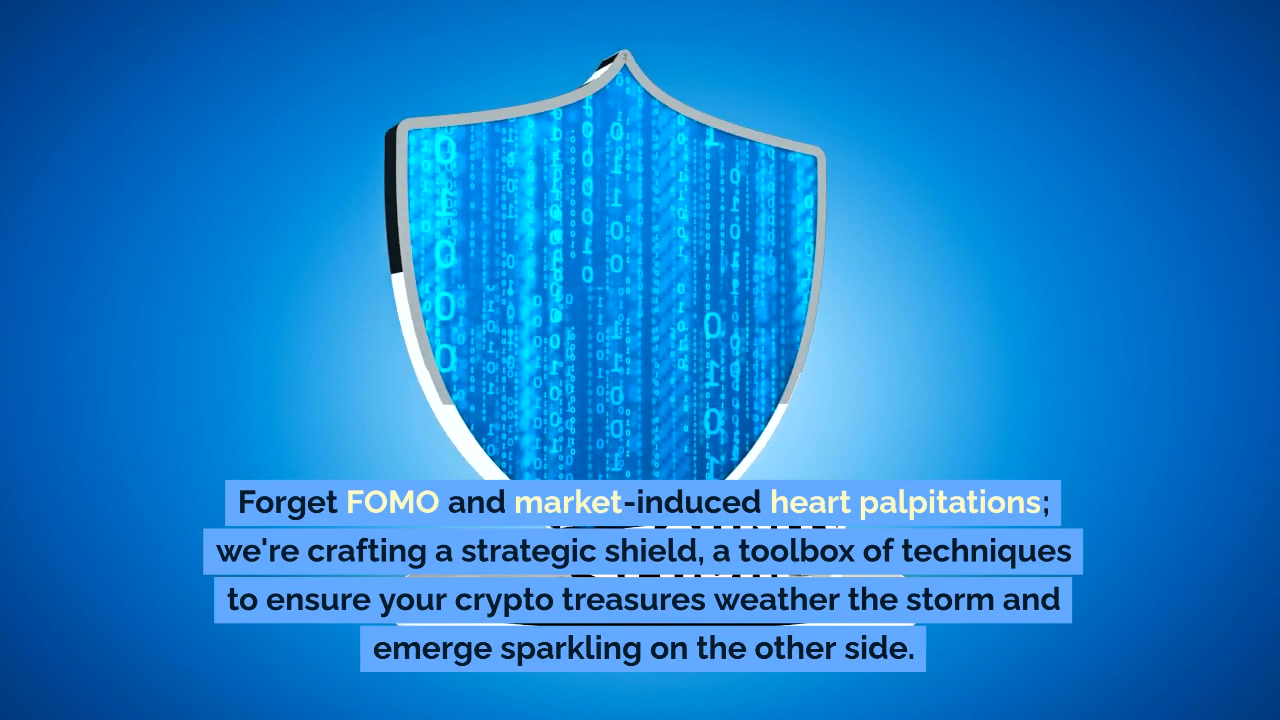 Forget FOMO and market-induced heart palpitations;
we're crafting a strategic shield, a toolbox of techniques
to ensure your crypto treasures weather the storm and
emerge sparkling on the other side.